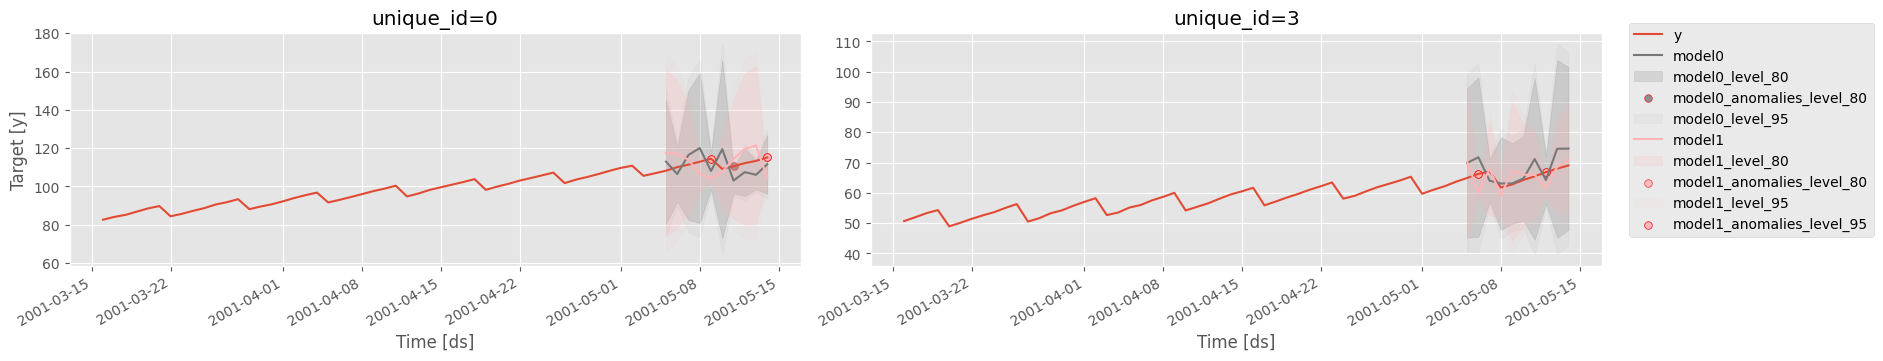 unique_id=0
180
160
140
120
100
80
60
Target [y]
2001-03-15
2001-03-22
2001-04-01
2001-04-08
2001-04-15
2001-04-22
2001-05-01
2001-05-08
2001-05-15
Time [ds]
unique_id=3
110
100
90
80
70
60
50
40
2001-03-15
2001-03-22
2001-04-01
2001-04-08
2001-04-15
2001-04-22
2001-05-01
2001-05-08
2001-05-15
Time [ds]
y
model0
model0_level_80
model0_anomalies_level_80
model0_level_95
model1
model1_level_80
model1_anomalies_level_80
model1_level_95
model1_anomalies_level_95